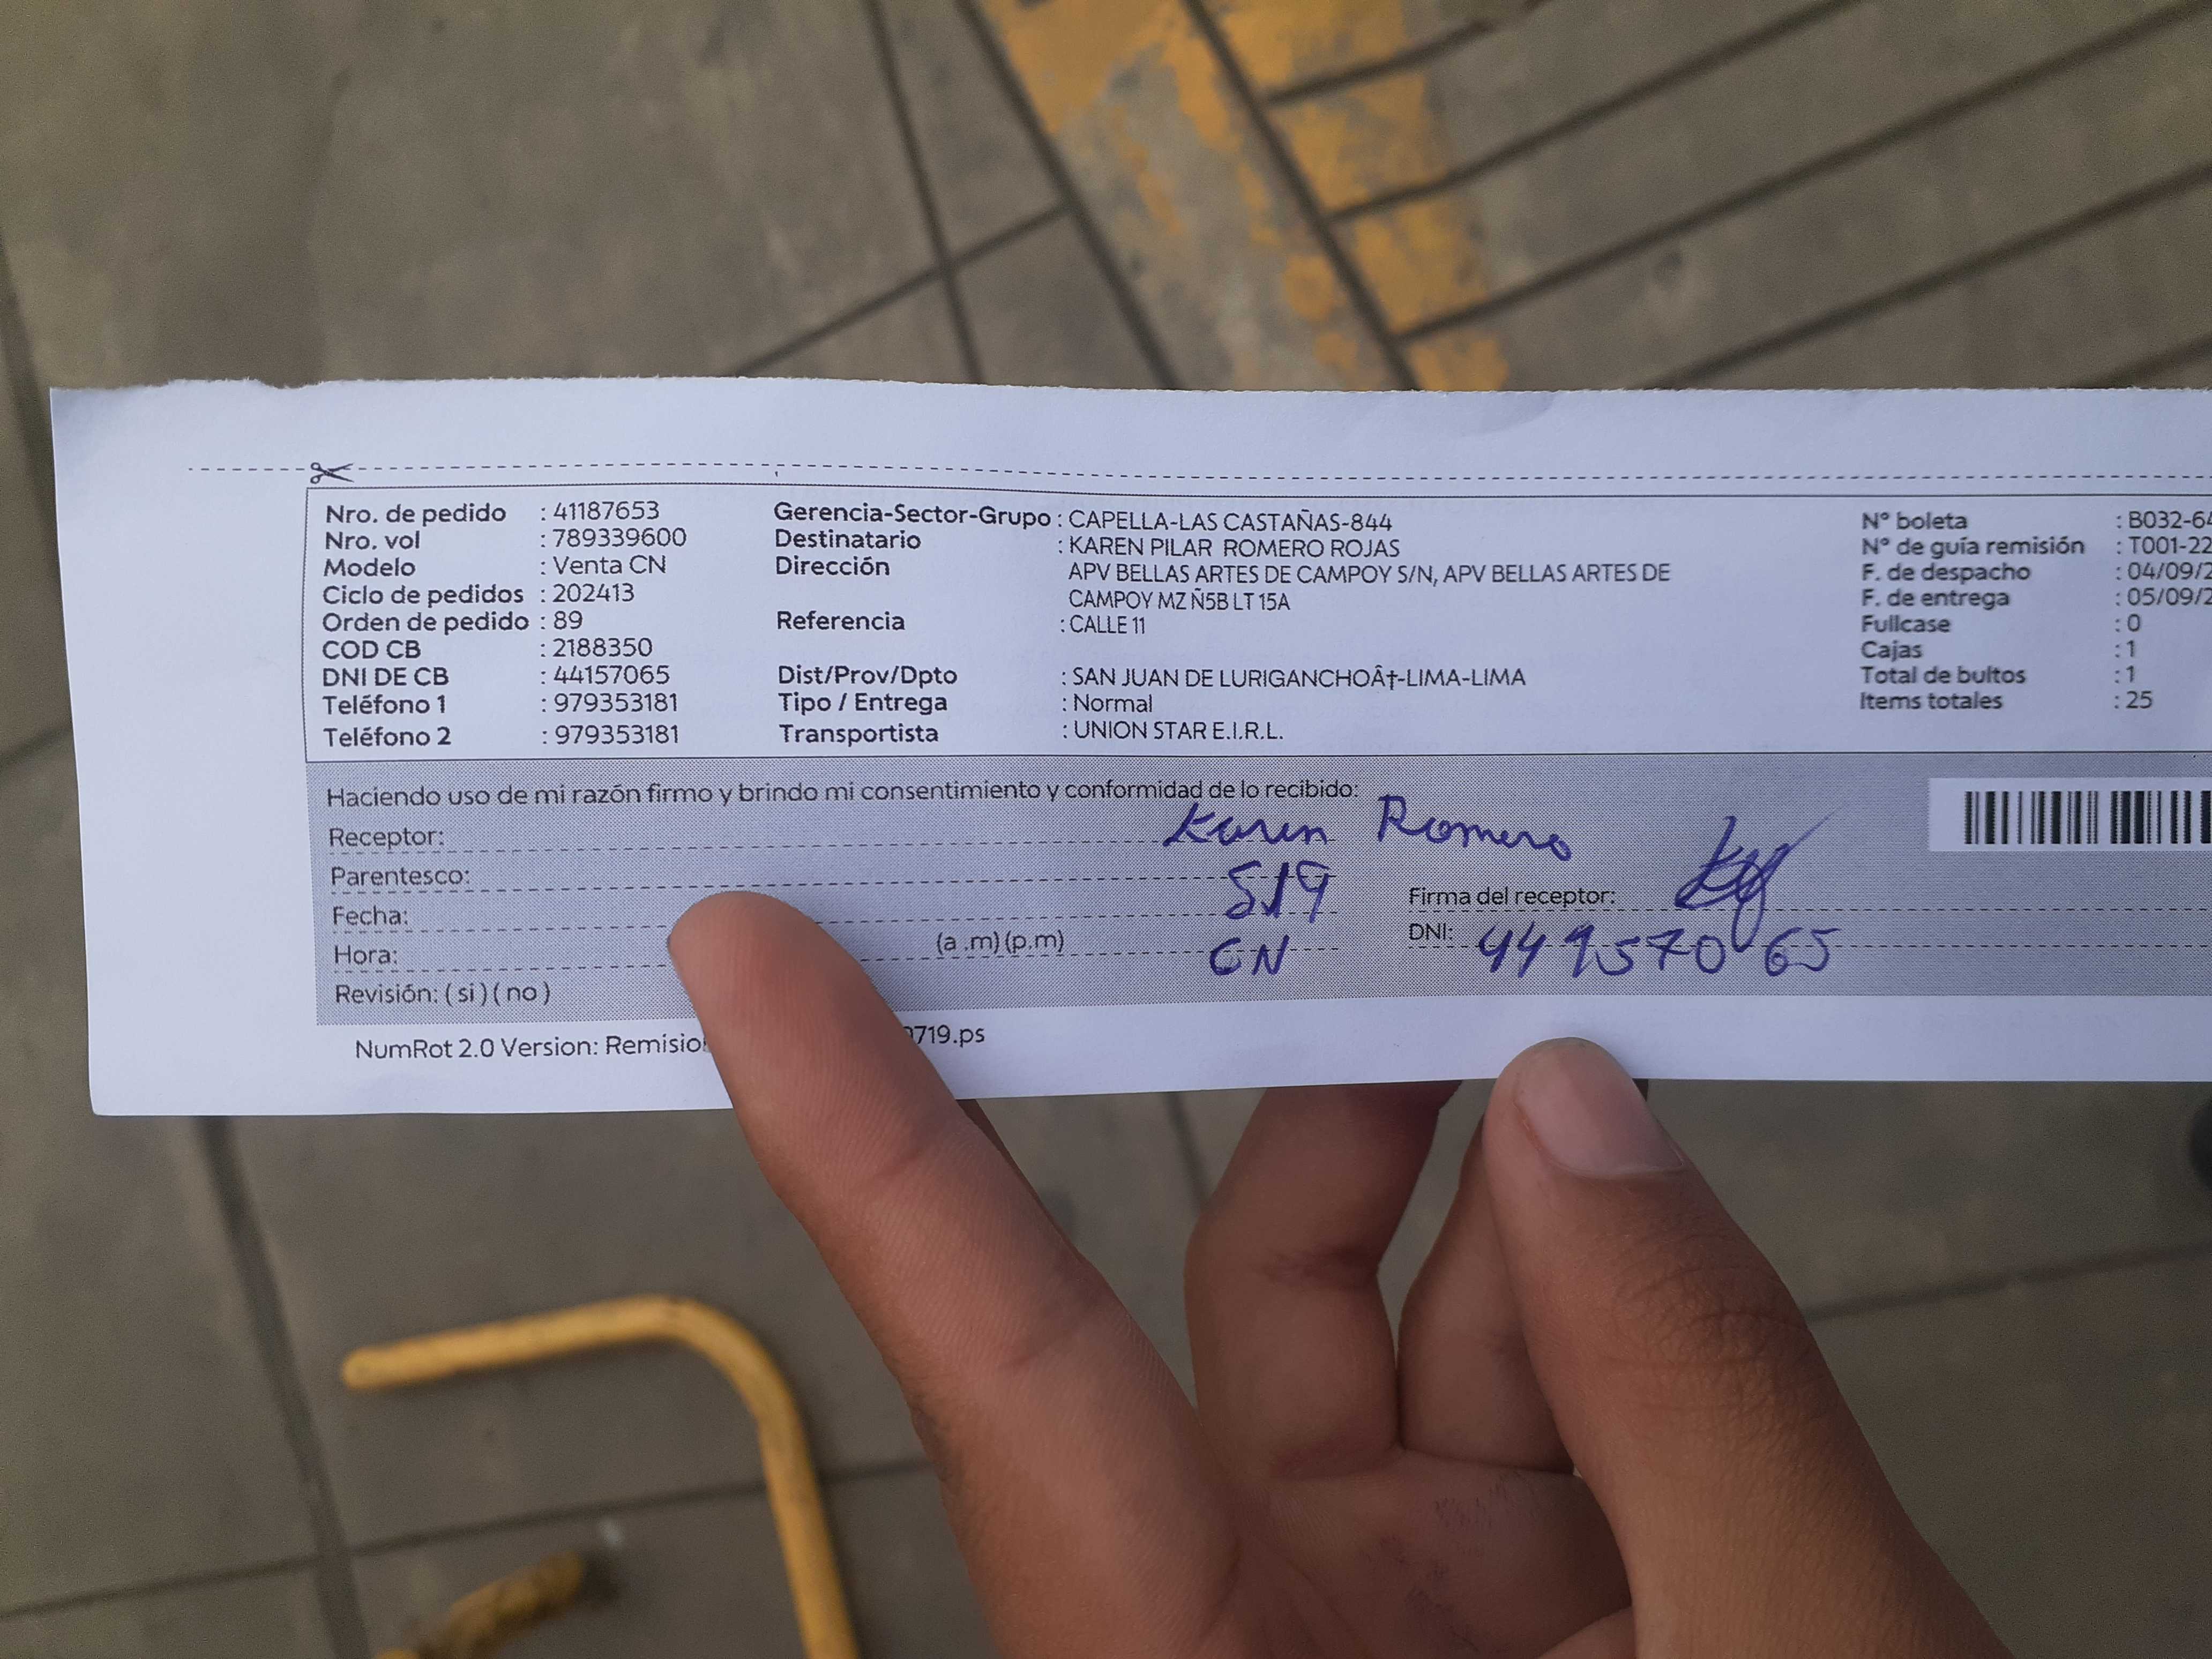 Nro. de pedido : 41187653
Nro. vol : 789339600
Modelo : Venta CN
Ciclo de pedidos : 202413
Orden de pedido : 89
COD CB : 2188350
DNI DE CB : 44157065
Teléfono 1 : 979353181
Teléfono 2 : 979353181
Gerencia-Sector-Grupo : CAPELLA-LAS CASTAÑAS-844
Destinatario : KAREN PILAR ROMERO ROJAS
Dirección APV BELLAS ARTES DE CAMPOY S/N, APV BELLAS ARTES DE
CAMPOY MZ Ñ5B LT 15A
Referencia : CALLE 11
Dist/Prov/Dpto : SAN JUAN DE LURIGANCHOÂ†-LIMA-LIMA
Tipo / Entrega : Normal
Transportista : UNION STAR E.I.R.L.
N° boleta : B032-64
N° de guía remisión : T001-22
F. de despacho : 04/09/2
F. de entrega : 05/09/2
Fullcase : 0
Cajas : 1
Total de bultos : 1
Items totales : 25
Haciendo uso de mi razón firmo y brindo mi consentimiento y conformidad de lo recibido:
Receptor: Karen Romero
Parentesco:
Fecha: 5/9
Hora: (a .m) (p.m) CN
Revisión: ( si ) ( no )
Firma del receptor:
DNI: 44157065
NumRot 2.0 Version: Remisio 719.ps